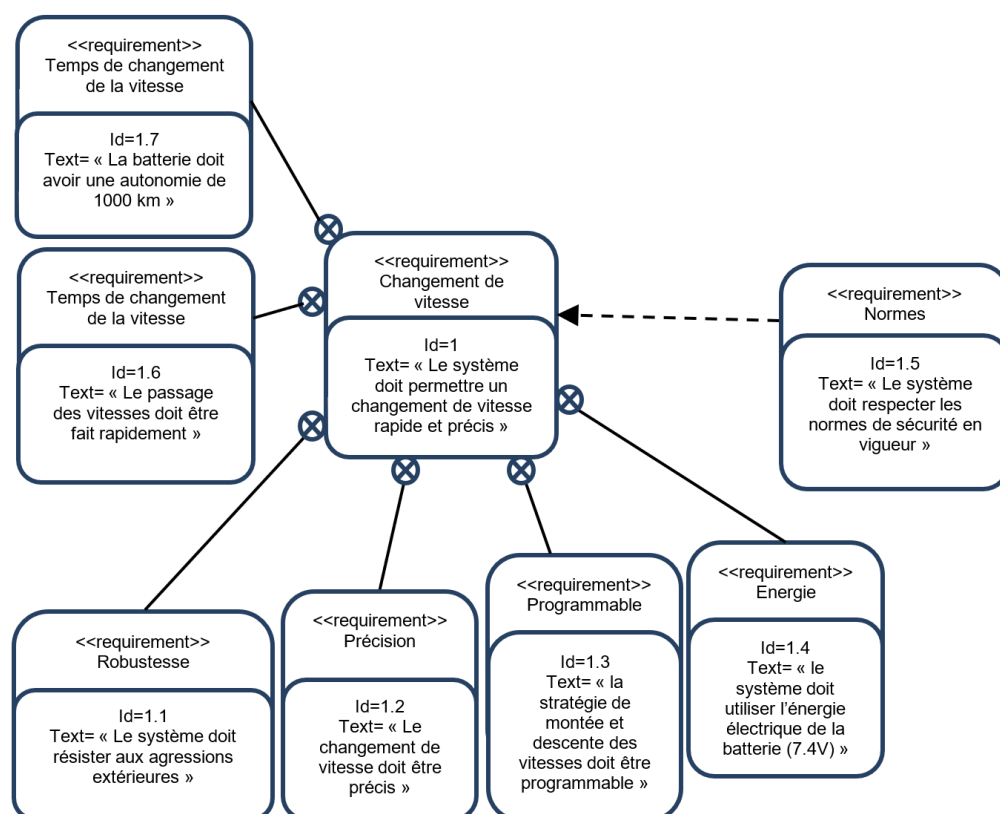 <<requirement>>
Temps de changement
de la vitesse
Id=1.7
Text= « La batterie doit
avoir une autonomie de
1000 km »
<<requirement>>
Temps de changement
de la vitesse
Id=1.6
Text= « Le passage
des vitesses doit être
fait rapidement »
<<requirement>>
Changement de
vitesse
Id=1
Text= « Le système
doit permettre un
changement de vitesse
rapide et précis »
<<requirement>>
Normes
Id=1.5
Text= « Le système
doit respecter les
normes de sécurité en
vigueur »
<<requirement>>
Robustesse
Id=1.1
Text= « Le système doit
résister aux agressions
extérieures »
<<requirement>>
Précision
Id=1.2
Text= « Le
changement de
vitesse doit être
précis »
<<requirement>>
Programmable
Id=1.3
Text= « la
stratégie de
montée et
descente des
vitesses doit être
programmable »
<<requirement>>
Energie
Id=1.4
Text= « le
système doit
utiliser l’énergie
électrique de la
batterie (7.4V) »